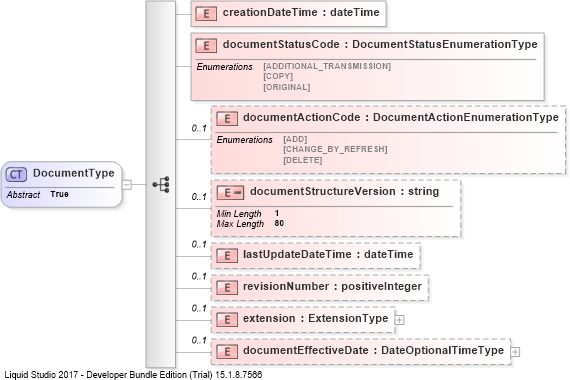 E creationDateTime : dateTime
E documentStatusCode : DocumentStatusEnumerationType
Enumerations [ADDITIONAL_TRANSMISSION]
[COPY]
[ORIGINAL]
0..1 E documentActionCode : DocumentActionEnumerationType
Enumerations [ADD]
[CHANGE_BY_REFRESH]
[DELETE]
CT DocumentType
Abstract True
0..1 E documentStructureVersion : string
Min Length 1
Max Length 80
0..1 E lastUpdateDateTime : dateTime
0..1 E revisionNumber : positiveInteger
0..1 E extension : ExtensionType
0..1 E documentEffectiveDate : DateOptionalTimeType
Liquid Studio 2017 - Developer Bundle Edition (Trial) 15.1.8.7566